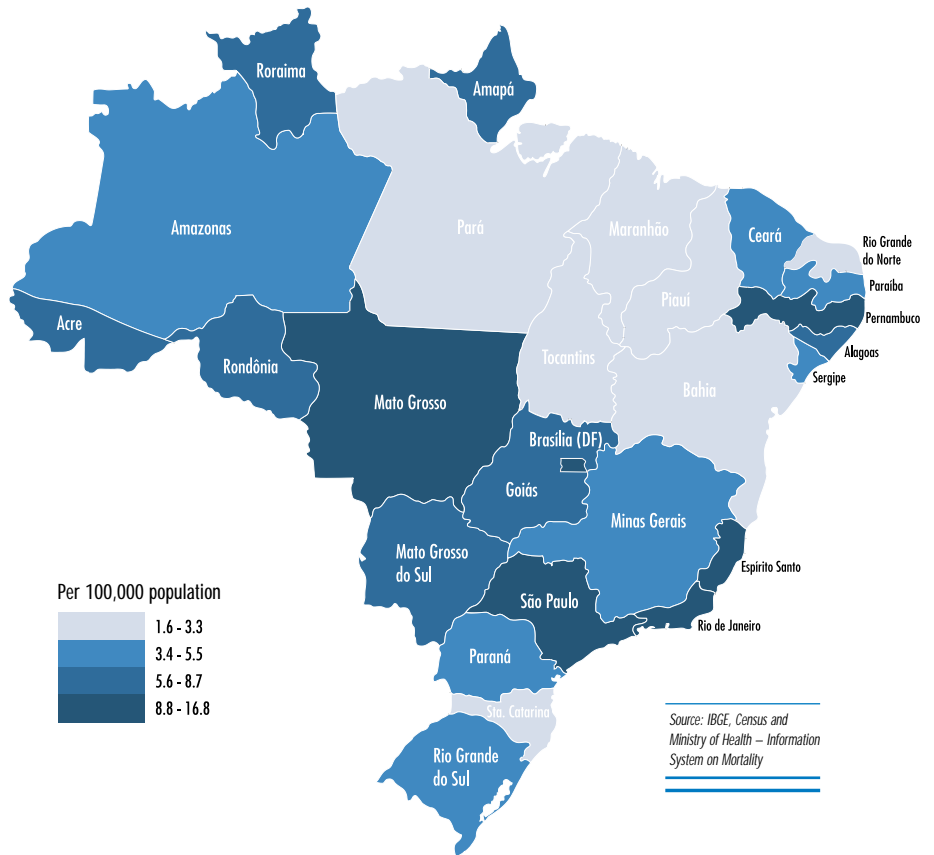 Roraima
Amapá
Amazonas
Pará
Maranhão
Ceará
Rio Grande
do Norte
Paraíba
Piaui
Pernambuco
Acre
Rondônia
Tocantins
Alagoas
Sergipe
Bahia
Mato Grosso
Brasília (DF)
Goiás
Minas Gerais
Mato Grosso
do Sul
Espírito Santo
São Paulo
Rio de Janeiro
Paraná
Sta. Catarina
Rio Grande
do Sul
Per 100,000 population
1.6 - 3.3
3.4 - 5.5
5.6 - 8.7
8.8 - 16.8
Source: IBGE, Census and
Ministry of Health – Information
System on Mortality